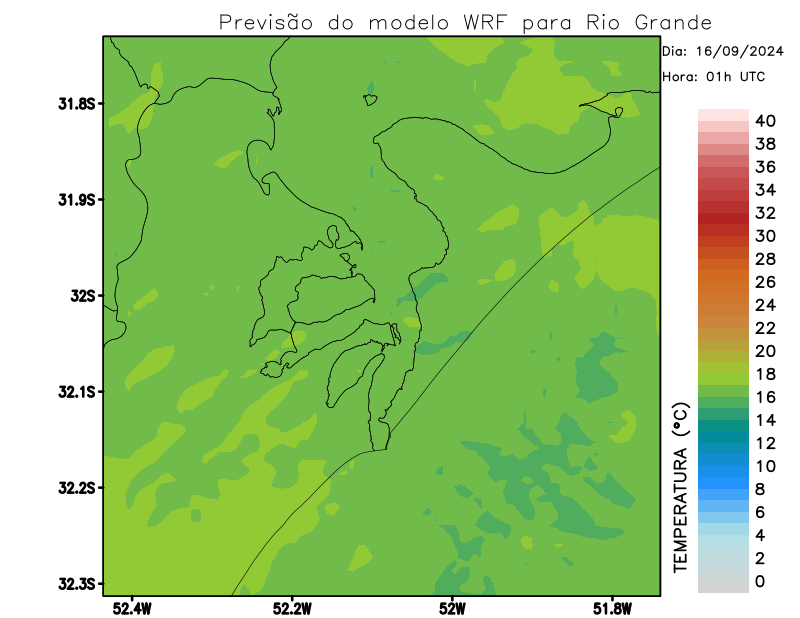 Previsão do modelo WRF para Rio Grande
Dia: 16/09/2024
Hora: 01h UTC
31.8S
31.9S
32S
32.1S
32.2S
32.3S
52.4W
52.2W
52W
51.8W
TEMPERATURA (°C)
40
38
36
34
32
30
28
26
24
22
20
18
16
14
12
10
8
6
4
2
0